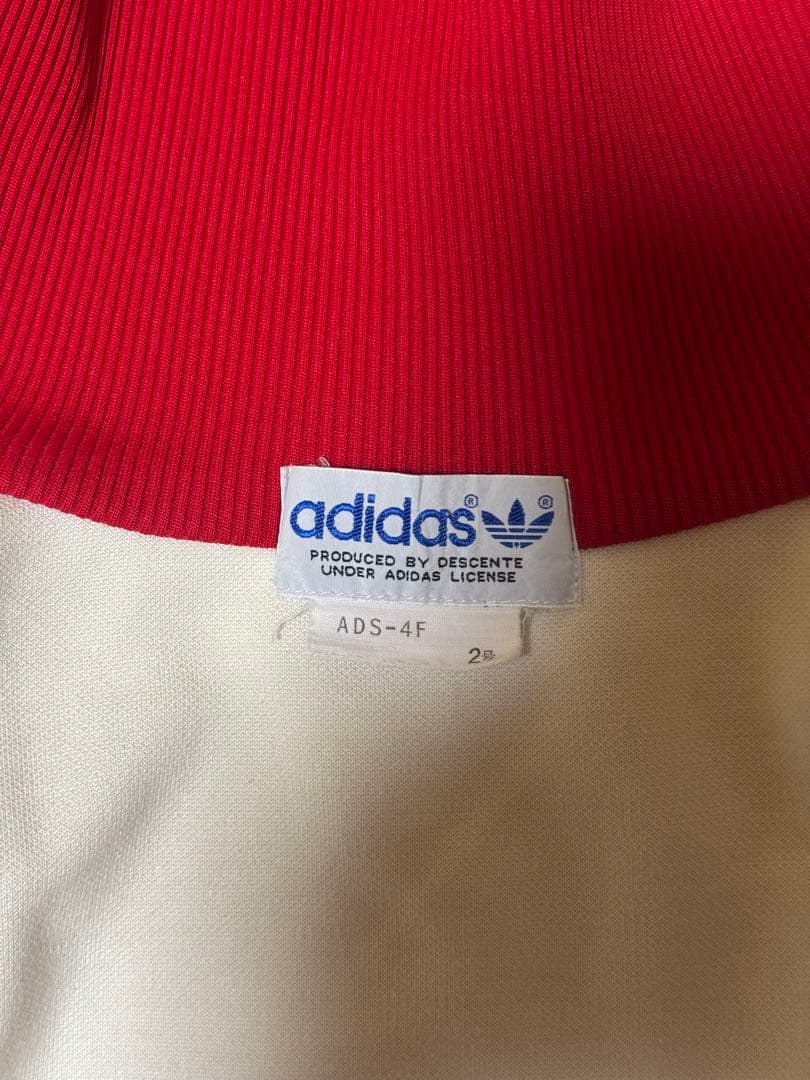 adidas® ®
PRODUCED BY DESCENTE
UNDER ADIDAS LICENSE
ADS-4F
2号